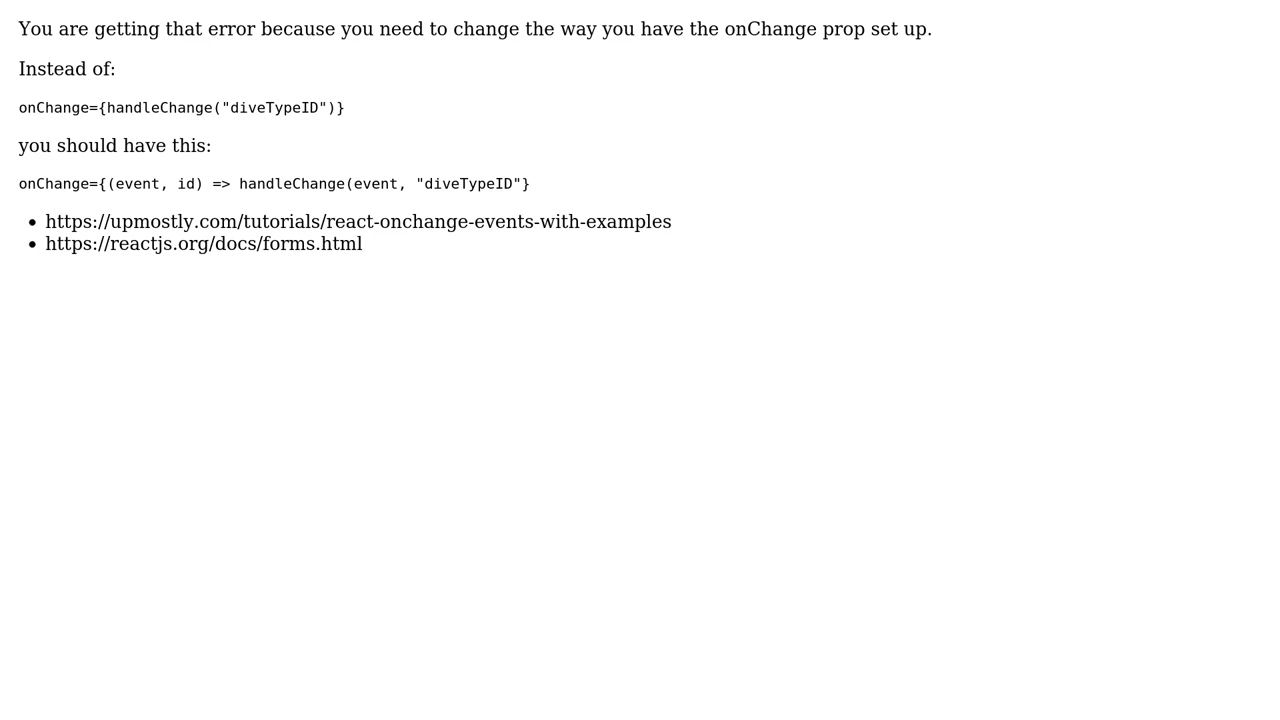 You are getting that error because you need to change the way you have the onChange prop set up.
Instead of:
onChange={handleChange("diveTypeID")}
you should have this:
onChange={(event, id) => handleChange(event, "diveTypeID"}
• https://upmostly.com/tutorials/react-onchange-events-with-examples
• https://reactjs.org/docs/forms.html